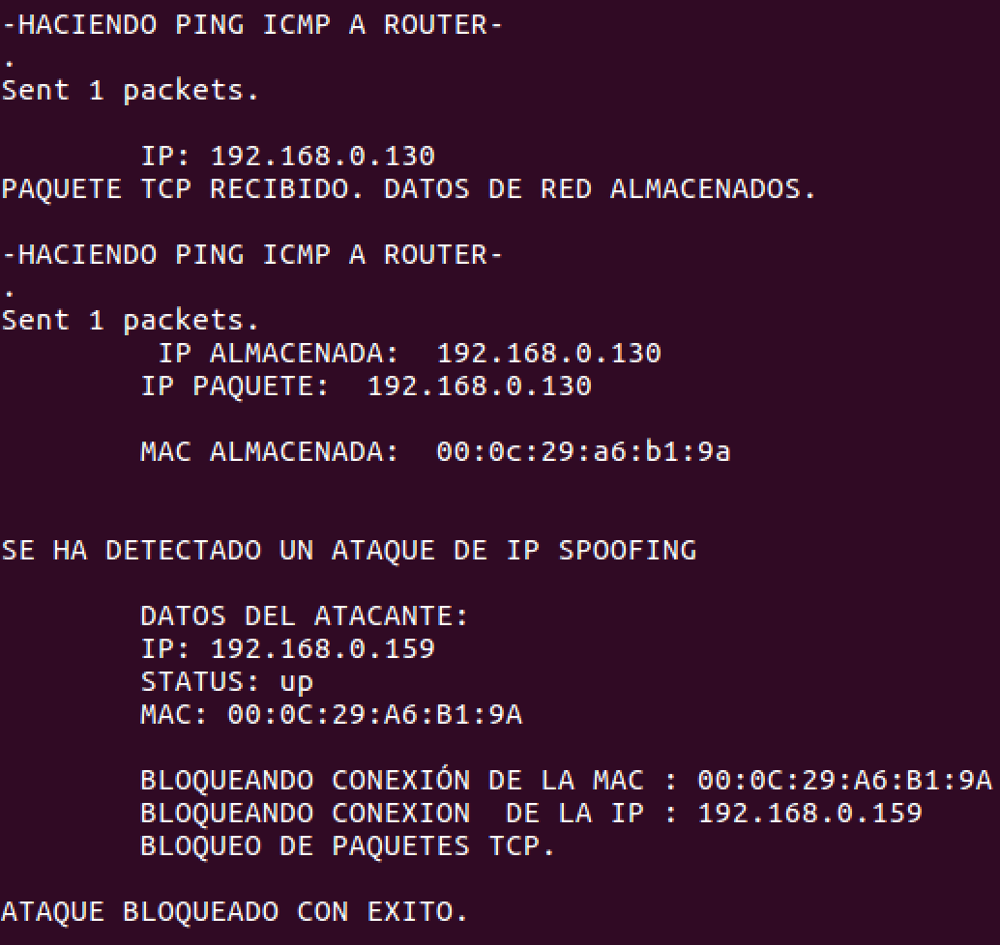 -HACIENDO PING ICMP A ROUTER-
.
Sent 1 packets.
IP: 192.168.0.130
PAQUETE TCP RECIBIDO. DATOS DE RED ALMACENADOS.
-HACIENDO PING ICMP A ROUTER-
.
Sent 1 packets.
IP ALMACENADA:  192.168.0.130
IP PAQUETE:  192.168.0.130
MAC ALMACENADA:  00:0c:29:a6:b1:9a
SE HA DETECTADO UN ATAQUE DE IP SPOOFING
DATOS DEL ATACANTE:
IP: 192.168.0.159
STATUS: up
MAC: 00:0C:29:A6:B1:9A
BLOQUEANDO CONEXIÓN DE LA MAC : 00:0C:29:A6:B1:9A
BLOQUEANDO CONEXION  DE LA IP : 192.168.0.159
BLOQUEO DE PAQUETES TCP.
ATAQUE BLOQUEADO CON EXITO.